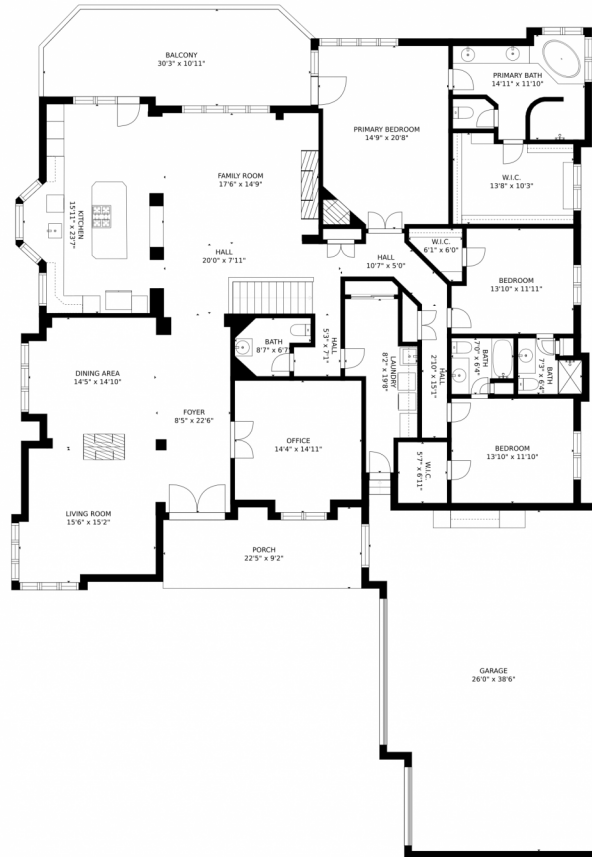 BALCONY
30'3" x 10'11"
PRIMARY BATH
14'11" x 11'10"
PRIMARY BEDROOM
14'9" x 20'8"
FAMILY ROOM
17'6" x 14'9"
W.I.C.
13'8" x 10'3"
KITCHEN
15'11" x 23'7"
HALL
20'0" x 7'11"
HALL
10'7" x 5'0"
W.I.C.
6'1" x 6'0"
BEDROOM
13'10" x 11'11"
BATH
8'7" x 6'7"
HALL
5'3" x 7'1"
LAUNDRY
8'2" x 19'8"
HALL
2'10" x 15'1"
BATH
7'0" x 6'4"
BATH
7'3" x 6'4"
DINING AREA
14'5" x 14'10"
FOYER
8'5" x 22'6"
OFFICE
14'4" x 14'11"
BEDROOM
13'10" x 11'10"
W.I.C.
5'7" x 6'11"
LIVING ROOM
15'6" x 15'2"
PORCH
22'5" x 9'2"
GARAGE
26'0" x 38'6"